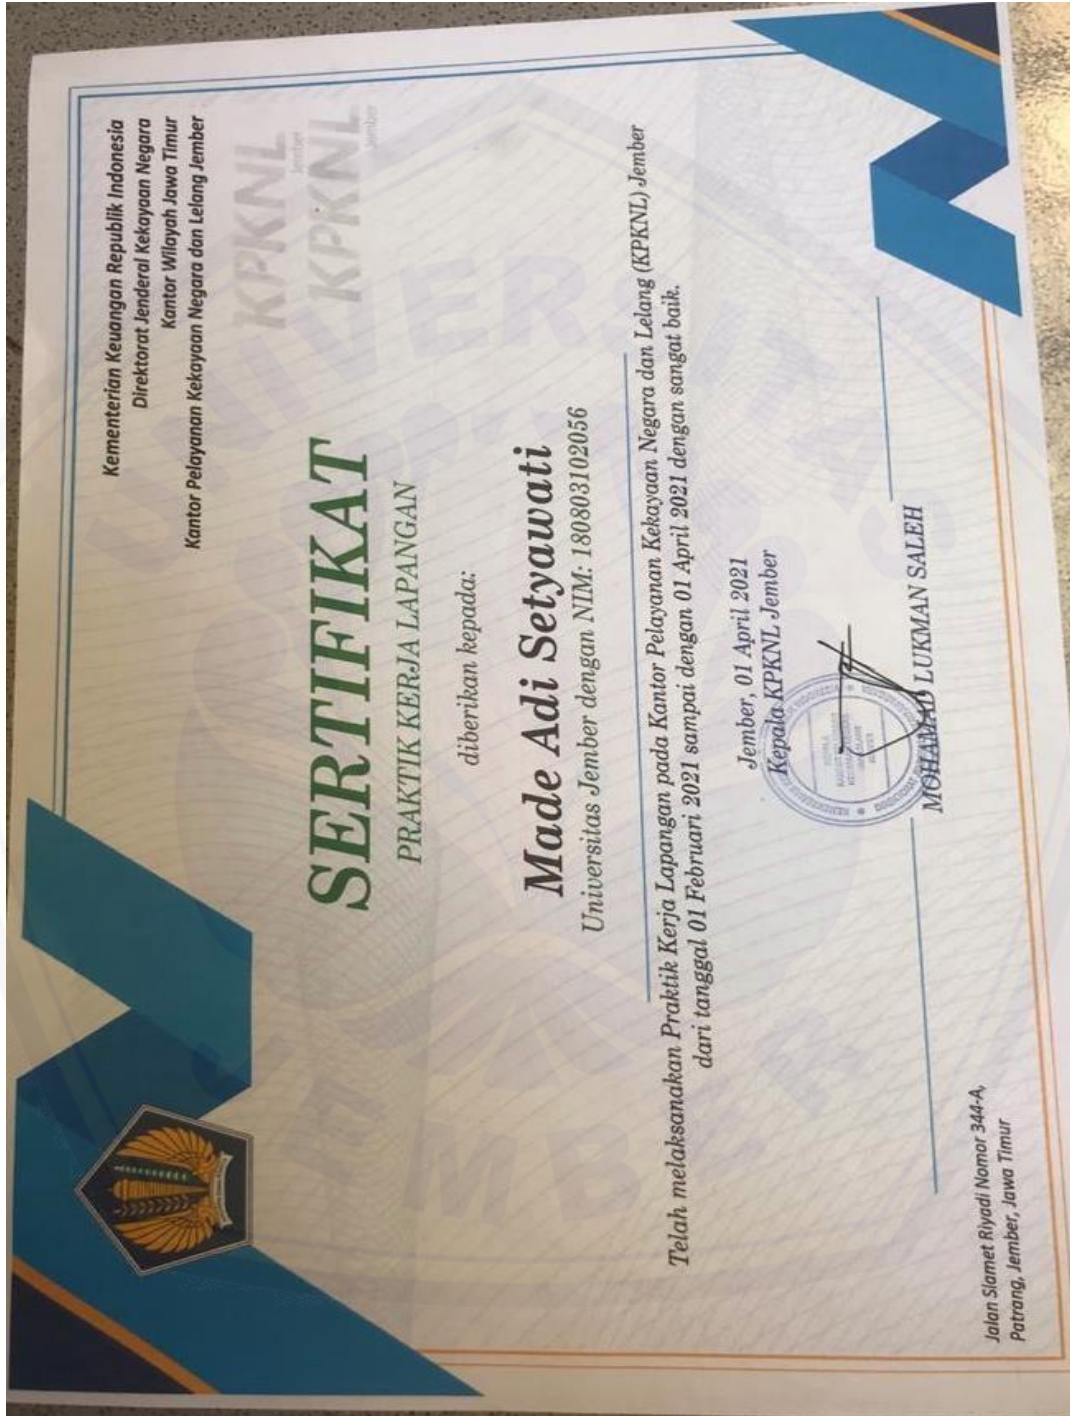 Kementerian Keuangan Republik Indonesia
Direktorat Jenderal Kekayaan Negara
Kantor Wilayah Jawa Timur
Kantor Pelayanan Kekayaan Negara dan Lelang Jember
KPKNL
Jember
KPKNL
Jember
SERTIFIKAT
PRAKTIK KERJA LAPANGAN
diberikan kepada:
Made Adi Setyawati
Universitas Jember dengan NIM: 180803102056
Telah melaksanakan Praktik Kerja Lapangan pada Kantor Pelayanan Kekayaan Negara dan Lelang (KPKNL) Jember
dari tanggal 01 Februari 2021 sampai dengan 01 April 2021 dengan sangat baik.
Jember, 01 April 2021
Kepala KPKNL Jember
MOHAMAD LUKMAN SALEH
Jalan Slamet Riyadi Nomor 344-A,
Patrang, Jember, Jawa Timur
UNIVERSITAS
JEMBER